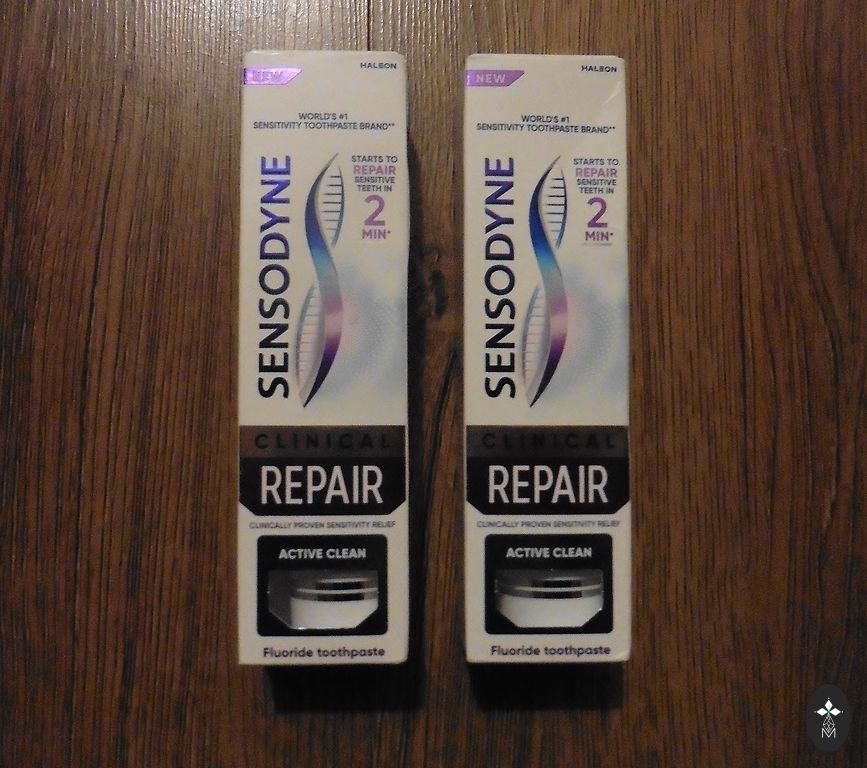 NEW
HALEON
WORLD'S #1
SENSITIVITY TOOTHPASTE BRAND**
SENSODYNE
STARTS TO
REPAIR
SENSITIVE
TEETH IN
2
MIN*
CLINICAL
REPAIR
CLINICALLY PROVEN SENSITIVITY RELIEF
ACTIVE CLEAN
Fluoride toothpaste
NEW
HALEON
WORLD'S #1
SENSITIVITY TOOTHPASTE BRAND**
SENSODYNE
STARTS TO
REPAIR
SENSITIVE
TEETH IN
2
MIN*
CLINICAL
REPAIR
CLINICALLY PROVEN SENSITIVITY RELIEF
ACTIVE CLEAN
Fluoride toothpaste
M